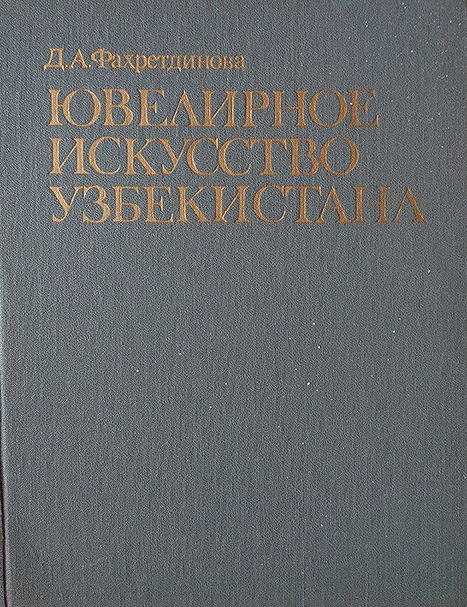 Д.А.Фахретдинова
ЮВЕЛИРНОЕ
ИСКУССТВО
УЗБЕКИСТАНА